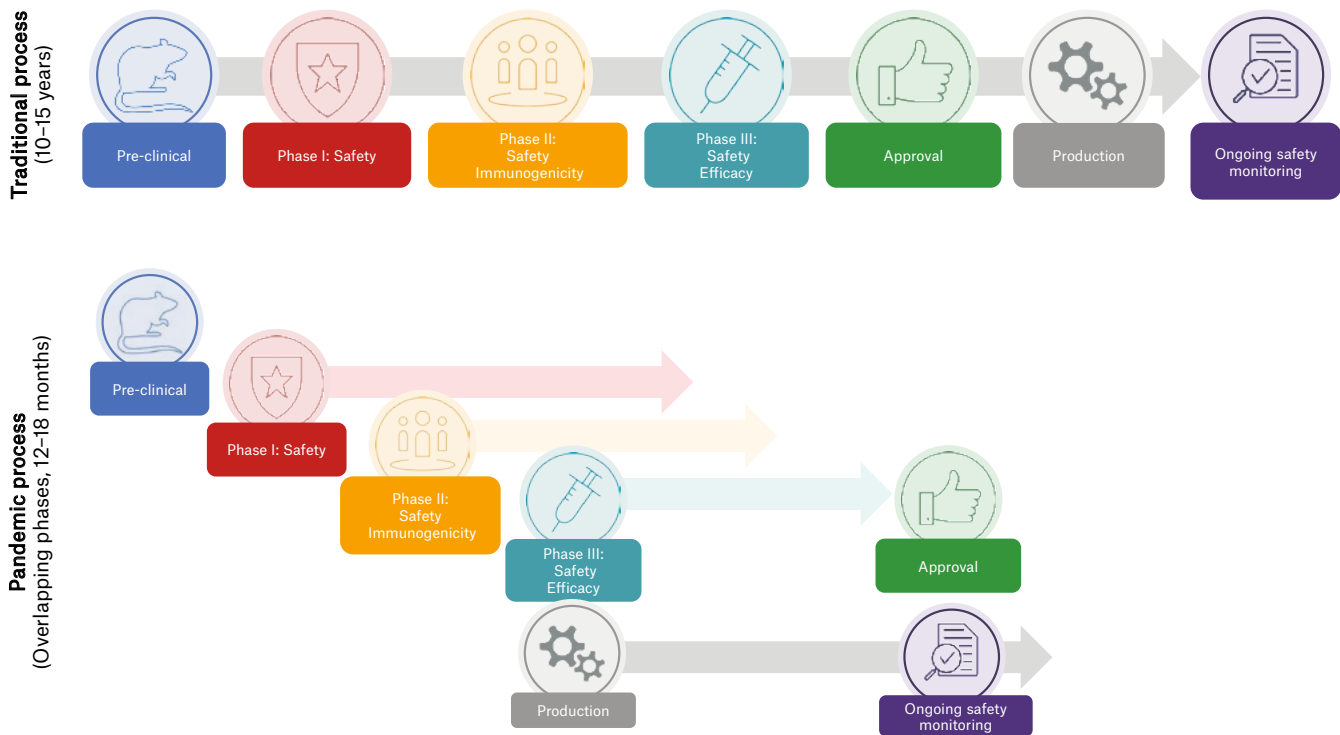 Traditional process
(10–15 years)
Pre-clinical
Phase I: Safety
Phase II:
Safety
Immunogenicity
Phase III:
Safety
Efficacy
Approval
Production
Ongoing safety
monitoring
Pandemic process
(Overlapping phases, 12–18 months)
Pre-clinical
Phase I: Safety
Phase II:
Safety
Immunogenicity
Phase III:
Safety
Efficacy
Approval
Production
Ongoing safety
monitoring